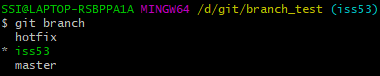 SSI@LAPTOP-RSBPPA1A MINGW64 /d/git/branch_test (iss53)
$ git branch
  hotfix
* iss53
  master